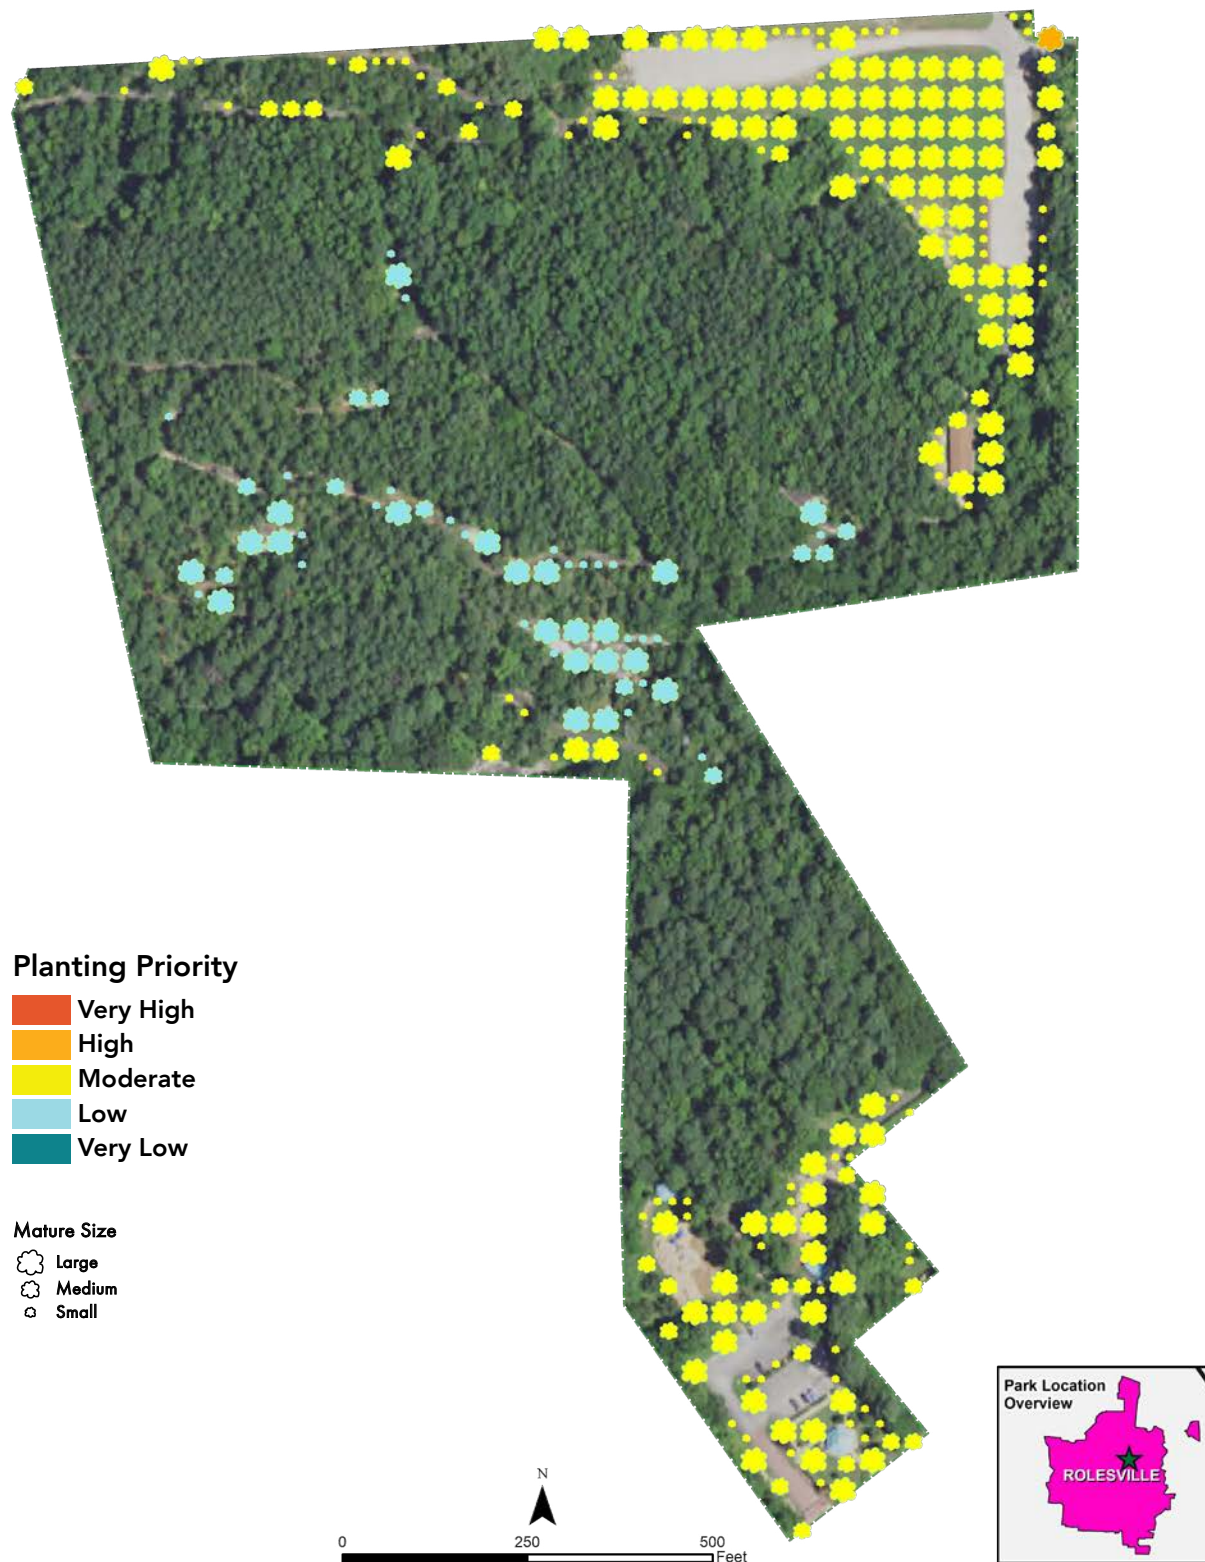 Planting Priority
Very High
High
Moderate
Low
Very Low
Mature Size
Large
Medium
Small
N
0 250 500
Feet
Park Location
Overview
ROLESVILLE